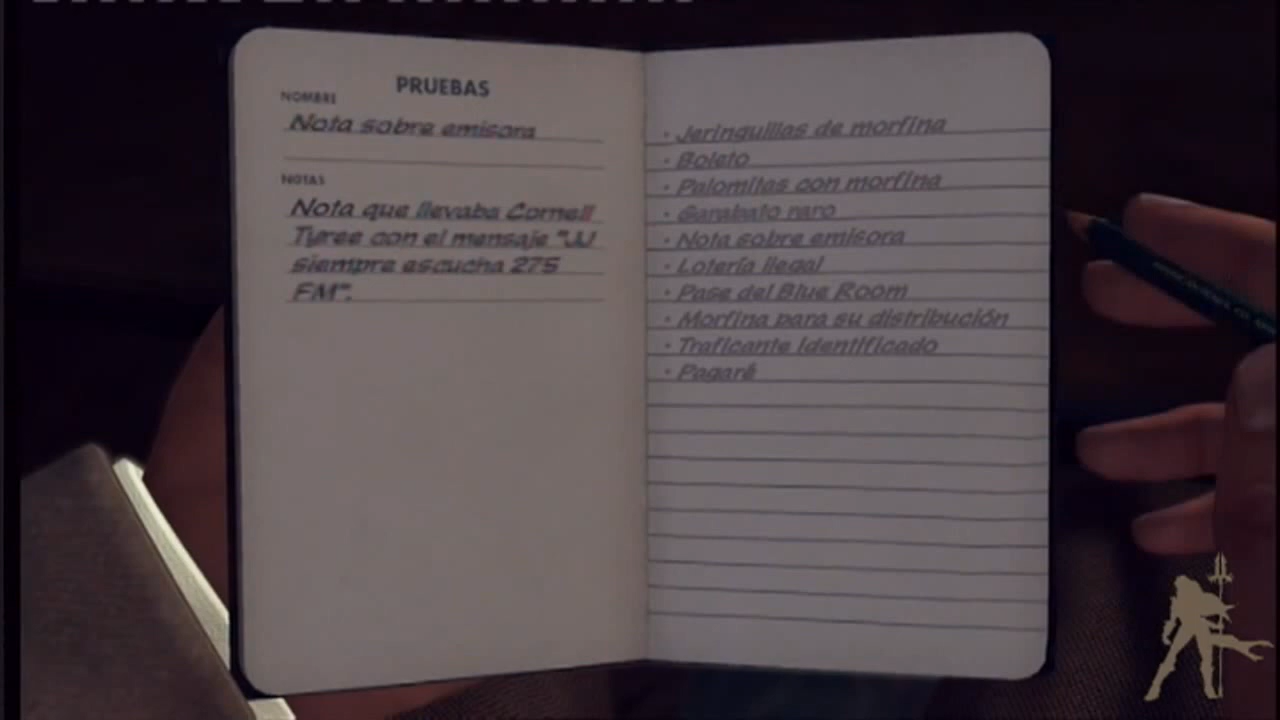 PRUEBAS
NOMBRE
Nota sobre emisora
NOTAS
Nota que llevaba Cornell
Tyree con el mensaje "JJ
siempre escucha 275
FM".
• Jeringuillas de morfina
• Boleto
• Palomitas con morfina
• Garabato raro
• Nota sobre emisora
• Lotería ilegal
• Pase del Blue Room
• Morfina para su distribución
• Traficante identificado
• Pagaré